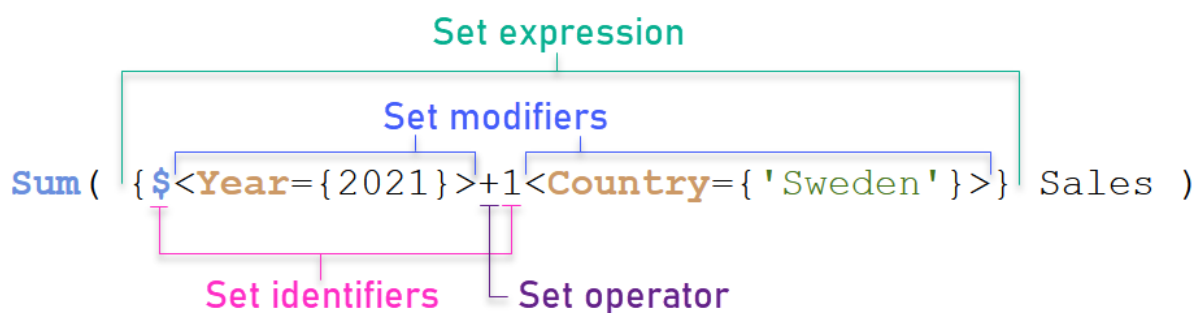 Set expression
Set modifiers
Sum( {$<Year={2021}>+1<Country={'Sweden'}>} Sales )
Set identifiers
Set operator